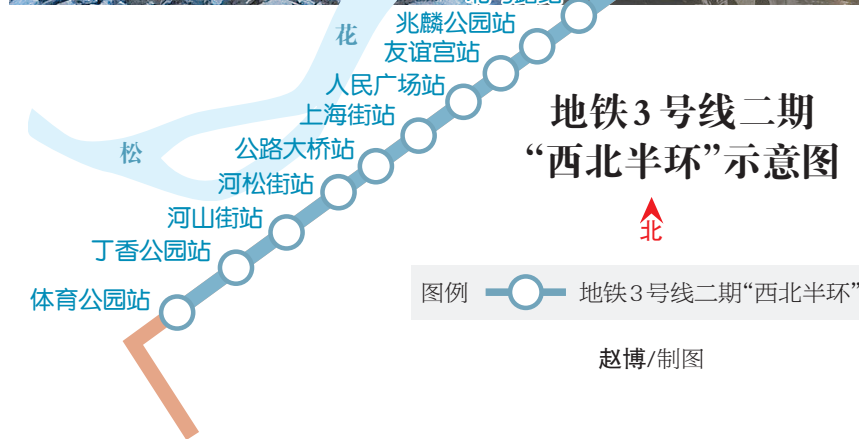 兆麟公园站
花
友谊宫站
人民广场站
上海街站
公路大桥站
松
河松街站
河山街站
丁香公园站
体育公园站
地铁3号线二期
“西北半环”示意图
北
图例 地铁3号线二期“西北半环”
赵博/制图